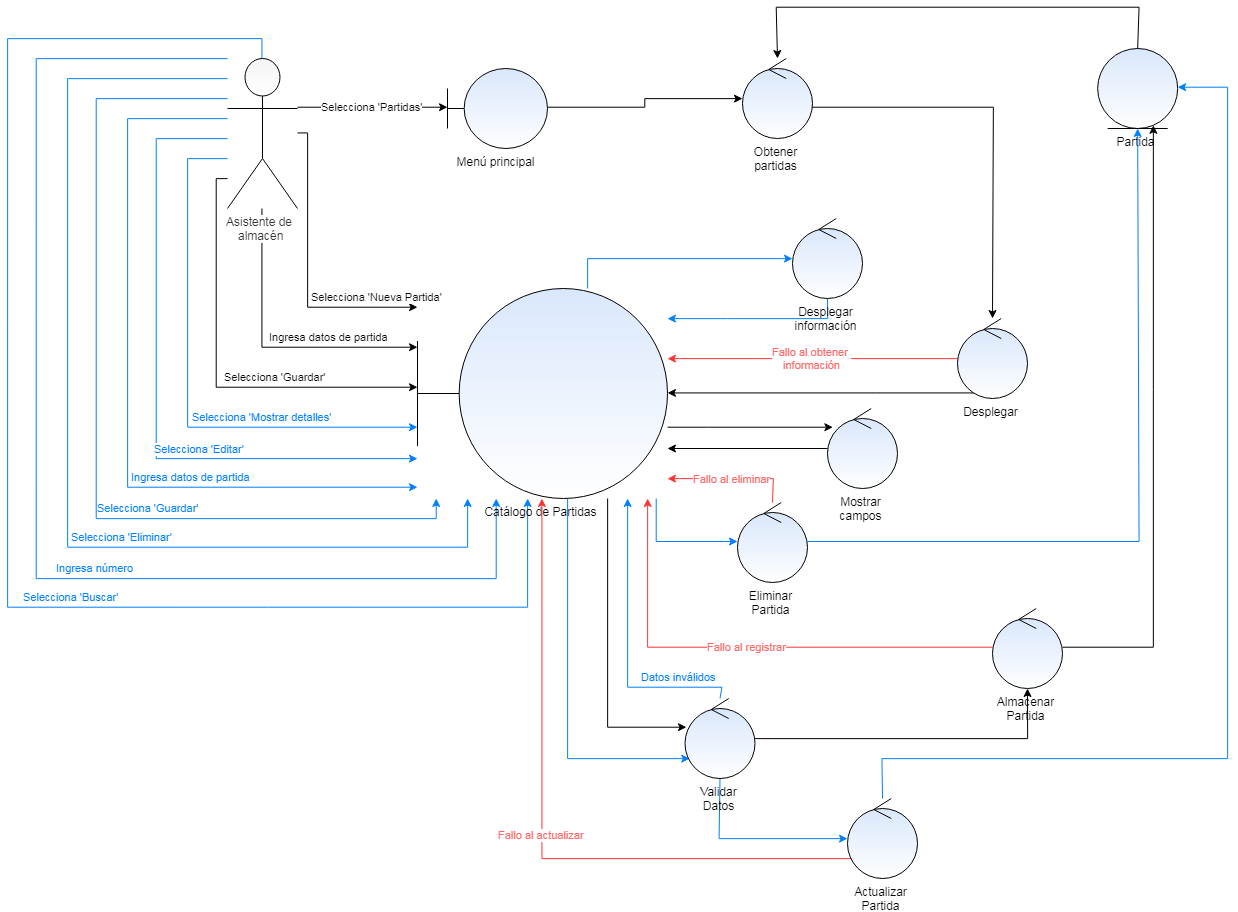 Selecciona 'Partidas'
Menú principal
Obtener
partidas
Partida
Asistente de
almacén
Selecciona 'Nueva Partida'
Desplegar
información
Ingresa datos de partida
Fallo al obtener
información
Selecciona 'Guardar'
Desplegar
Selecciona 'Mostrar detalles'
Selecciona 'Editar'
Ingresa datos de partida
Fallo al eliminar
Mostrar
campos
Selecciona 'Guardar'
Catálogo de Partidas
Selecciona 'Eliminar'
Ingresa número
Eliminar
Partida
Selecciona 'Buscar'
Fallo al registrar
Datos inválidos
Almacenar
Partida
Validar
Datos
Fallo al actualizar
Actualizar
Partida